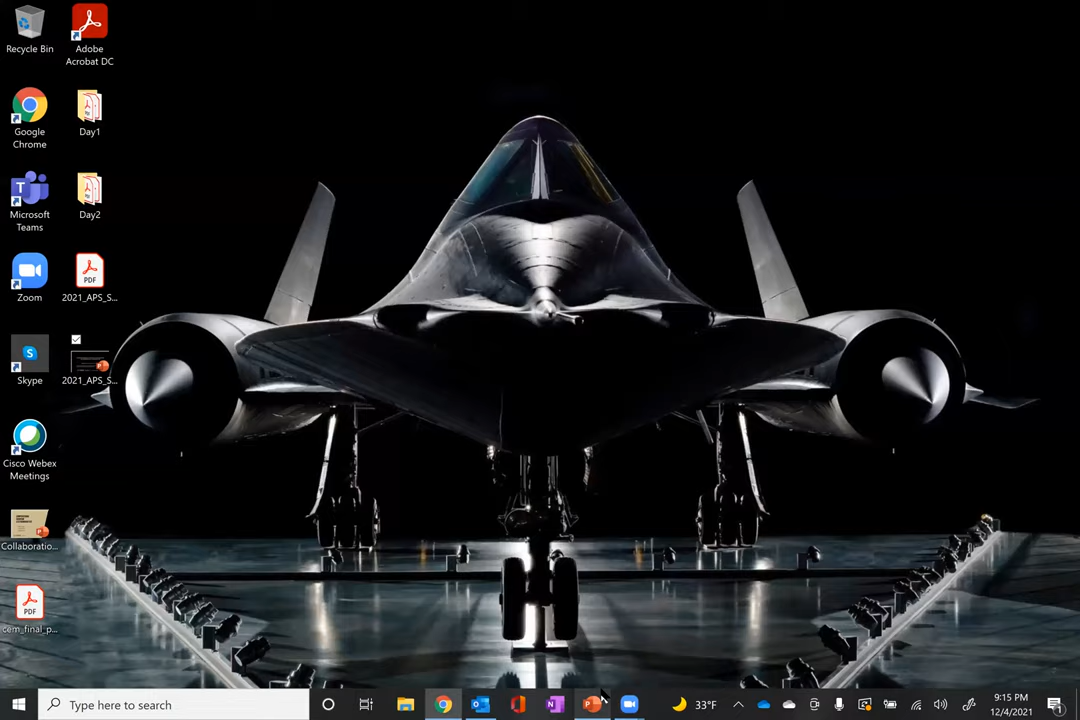 Recycle Bin
Adobe
Acrobat DC
Google
Chrome
Day1
Microsoft
Teams
Day2
Zoom
2021_APS_S...
Skype
2021_APS_S...
Cisco Webex
Meetings
Collaboratio...
PDF
PDF
cem_final_p...
Type here to search
33°F
9:15 PM
12/4/2021
1